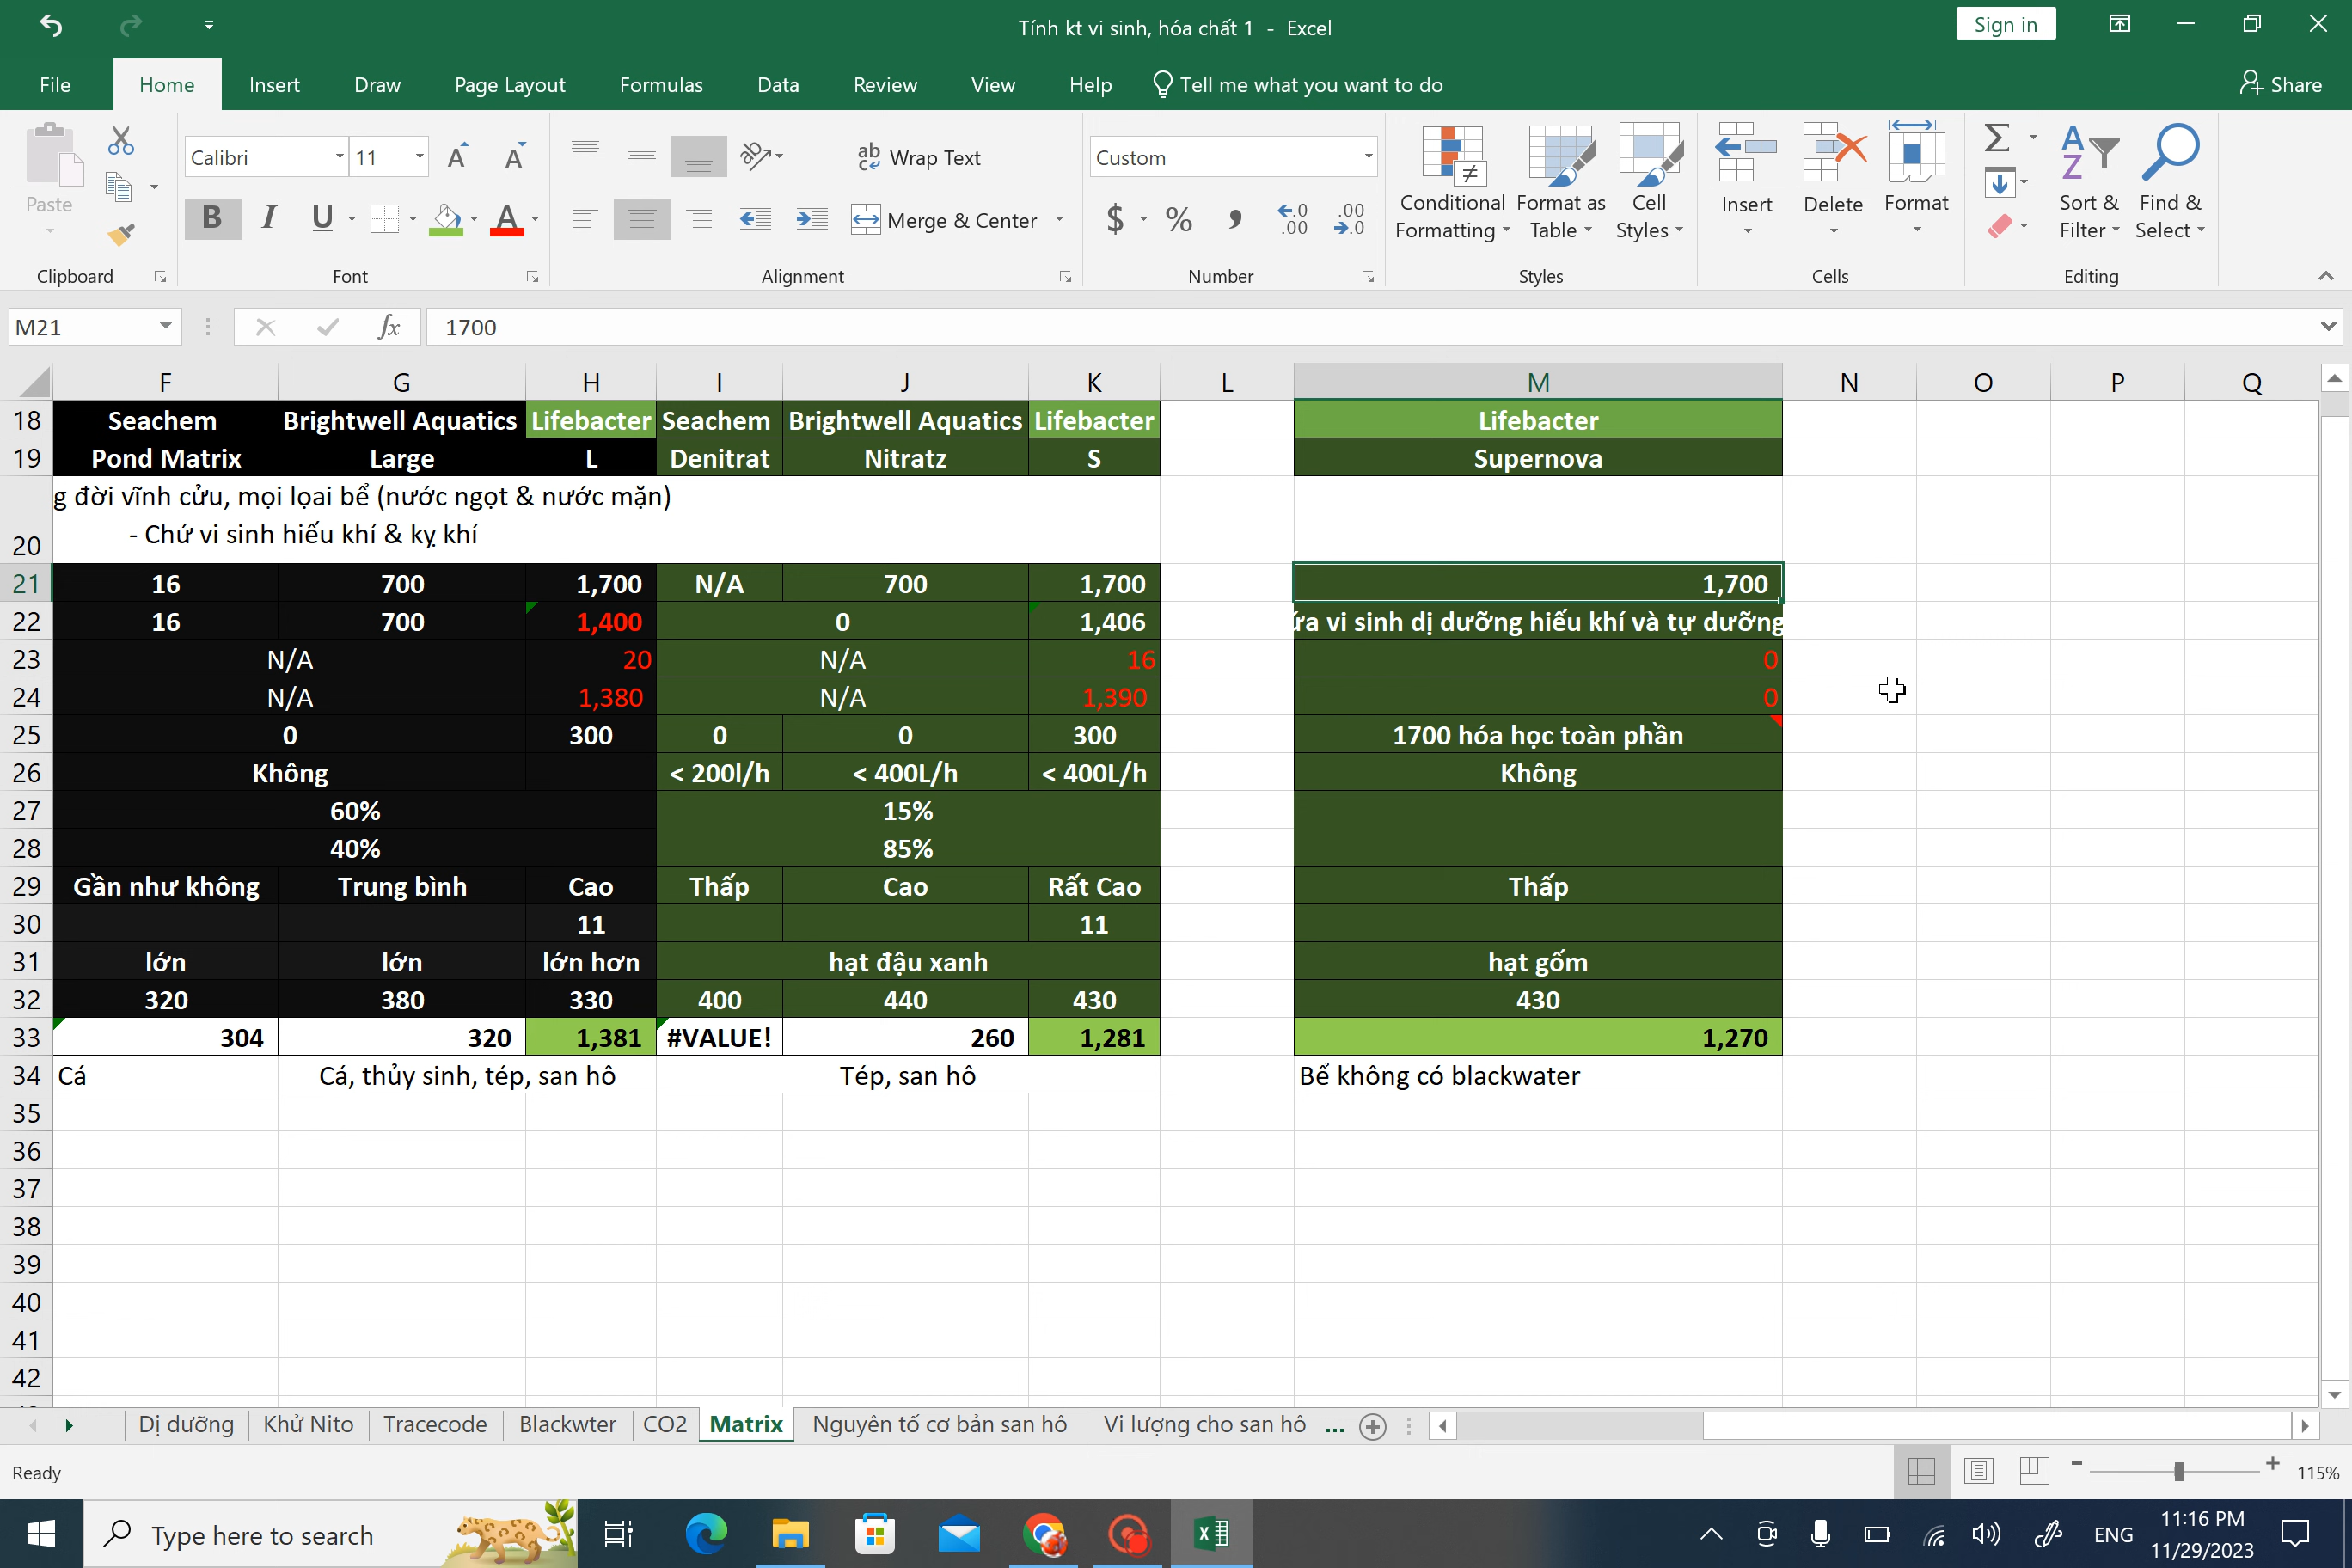 Tính kt vi sinh, hóa chất 1 - Excel
Sign in
File Home Insert Draw Page Layout Formulas Data Review View Help Tell me what you want to do Share
Calibri 11 Wrap Text Custom
Paste B I U A Merge & Center $ % Conditional Formatting Format as Table Cell Styles Insert Delete Format Sort & Filter Find & Select
Clipboard Font Alignment Number Styles Cells Editing
M21 fx 1700
F G H I J K L M N O P Q
18 Seachem Brightwell Aquatics Lifebacter Seachem Brightwell Aquatics Lifebacter Lifebacter
19 Pond Matrix Large L Denitrat Nitratz S Supernova
g đời vĩnh cửu, mọi lọai bể (nước ngọt & nước mặn)
20 - Chứ vi sinh hiếu khí & kỵ khí
21 16 700 1,700 N/A 700 1,700 1,700
22 16 700 1,400 0 1,406 ứa vi sinh dị dưỡng hiếu khí và tự dưỡng
23 N/A 20 N/A 16 0
24 N/A 1,380 N/A 1,390 0
25 0 300 0 0 300 1700 hóa học toàn phần
26 Không < 200l/h < 400L/h < 400L/h Không
27 60% 15%
28 40% 85%
29 Gần như không Trung bình Cao Thấp Cao Rất Cao Thấp
30 11 11
31 lớn lớn lớn hơn hạt đậu xanh hạt gốm
32 320 380 330 400 440 430 430
33 304 320 1,381 #VALUE! 260 1,281 1,270
34 Cá Cá, thủy sinh, tép, san hô Tép, san hô Bể không có blackwater
35
36
37
38
39
40
41
42
Dị dưỡng Khử Nito Tracecode Blackwter CO2 Matrix Nguyên tố cơ bản san hô Vi lượng cho san hô ...
Ready 115%
Type here to search ENG 11:16 PM
11/29/2023